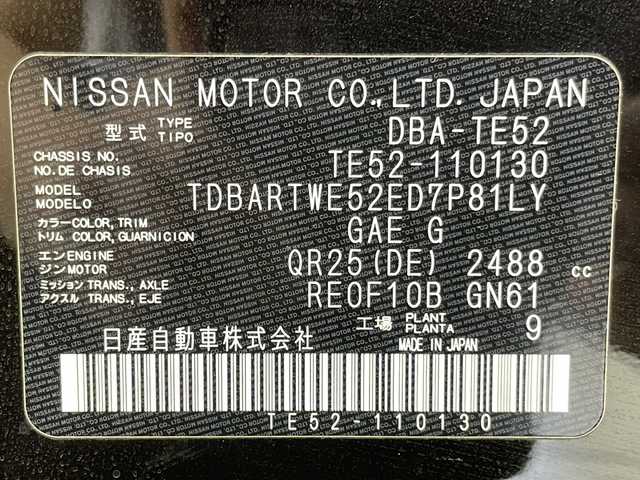 NISSAN MOTOR CO.,LTD. JAPAN
型式 TYPE TIPO DBA-TE52
CHASSIS NO. NO. DE CHASIS TE52-110130
MODEL MODELO TDBARTWE52ED7P81LY
カラー COLOR, TRIM トリム COLOR, GUARNICION GAE G
エンジン ENGINE MOTOR QR25(DE) 2488 cc
ミッション TRANS., AXLE アクスル TRANS., EJE RE0F10B GN61
工場 PLANT PLANTA 9
日産自動車株式会社 MADE IN JAPAN
TE52-110130